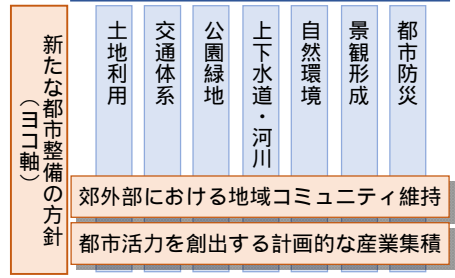 新たな都市整備の方針
（ヨコ軸）
土地利用
交通体系
公園緑地
上下水道・河川
自然環境
景観形成
都市防災
郊外部における地域コミュニティ維持
都市活力を創出する計画的な産業集積